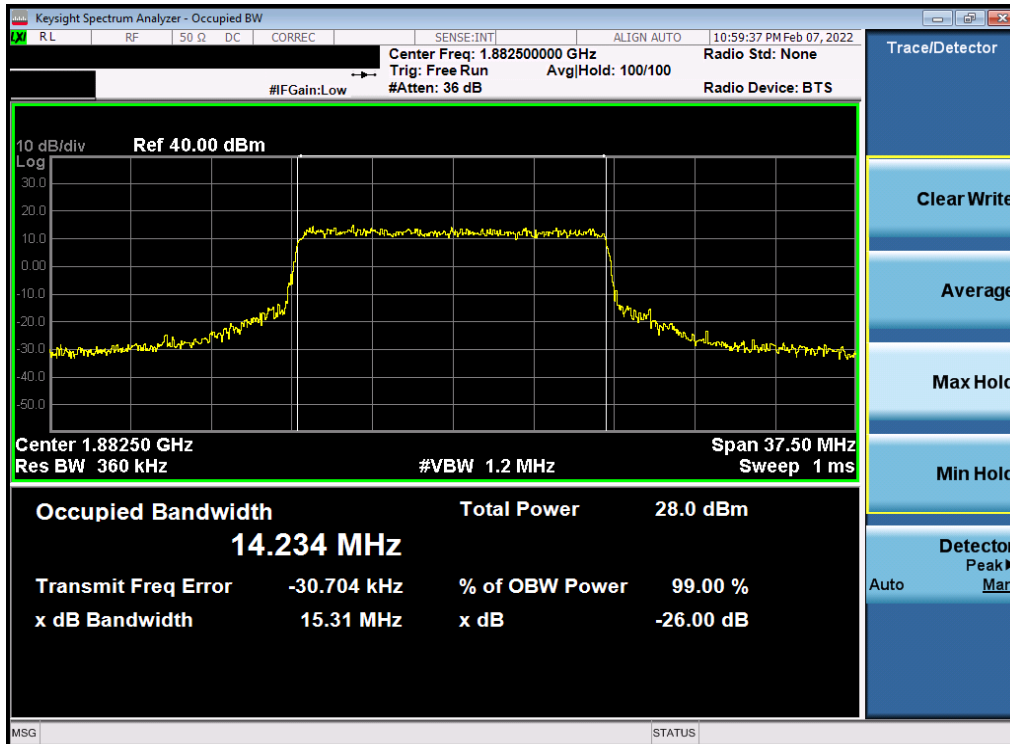 Keysight Spectrum Analyzer - Occupied BW
LXI RL RF 50 Ω DC CORREC SENSE:INT ALIGN AUTO 10:59:37 PM Feb 07, 2022
Center Freq: 1.882500000 GHz Radio Std: None
Trig: Free Run Avg|Hold: 100/100
#IFGain:Low #Atten: 36 dB Radio Device: BTS
10 dB/div Ref 40.00 dBm
Log
30.0
20.0
10.0
0.00
-10.0
-20.0
-30.0
-40.0
-50.0
Center 1.88250 GHz Span 37.50 MHz
Res BW 360 kHz #VBW 1.2 MHz Sweep 1 ms
Occupied Bandwidth Total Power 28.0 dBm
14.234 MHz
Transmit Freq Error -30.704 kHz % of OBW Power 99.00 %
x dB Bandwidth 15.31 MHz x dB -26.00 dB
MSG STATUS
Trace/Detector
Clear Write
Average
Max Hold
Min Hold
Detector
Peak▶
Auto Man